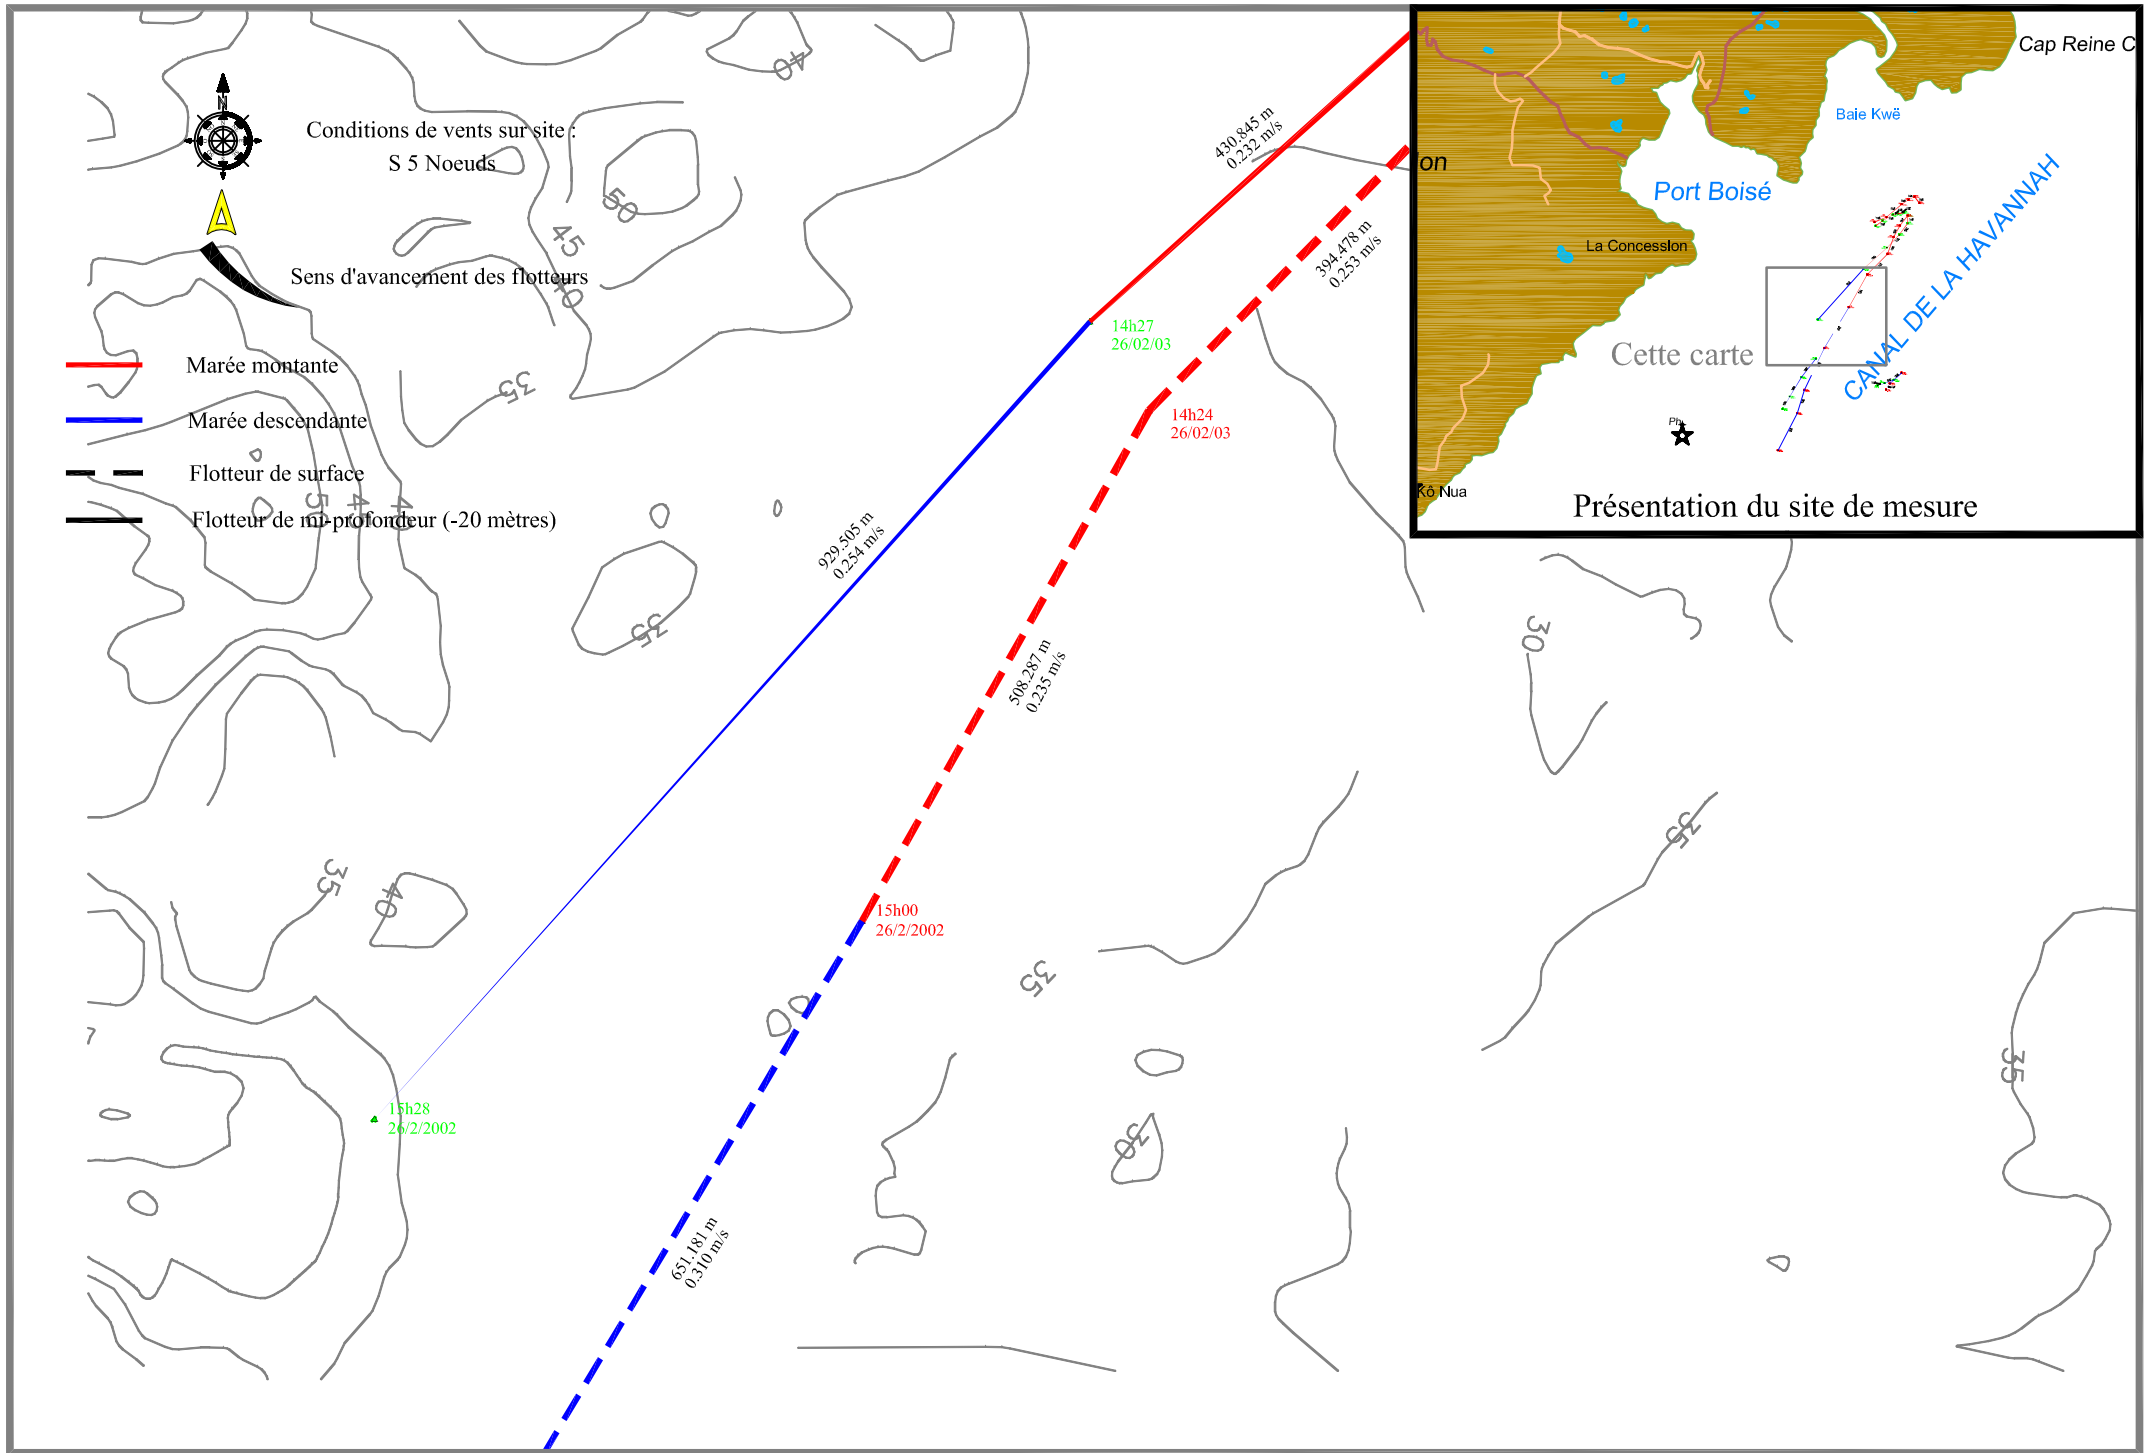 N
Conditions de vents sur site :
S 5 Noeuds
Sens d'avancement des flotteurs
Marée montante
Marée descendante
Flotteur de surface
Flotteur de mi-profondeur (-20 mètres)
40
50
45
40
35
50
45
40
35
35
40
35
30
35
30
35
430.845 m
0.232 m/s
394.478 m
0.253 m/s
14h27
26/02/03
14h24
26/02/03
929.505 m
0.254 m/s
508.287 m
0.235 m/s
15h00
26/2/2002
15h28
26/2/2002
651.181 m
0.310 m/s
Cap Reine C
Baie Kwë
ion
Port Boisé
La Concession
CANAL DE LA HAVANNAH
Cette carte
Kô Nua
Présentation du site de mesure